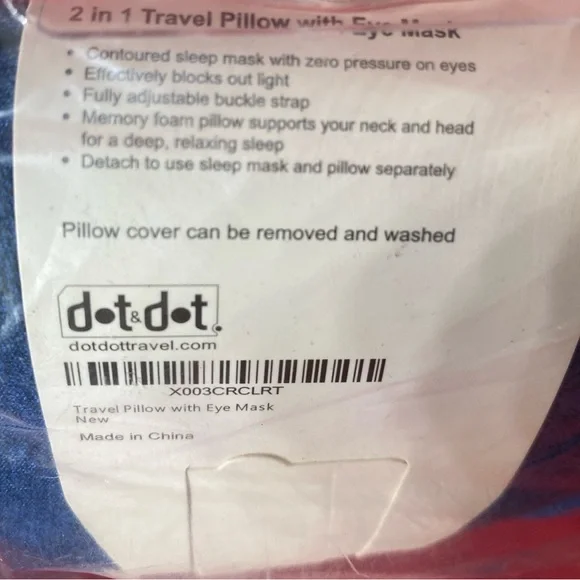 2 in 1 Travel Pillow with Eye Mask
• Contoured sleep mask with zero pressure on eyes
• Effectively blocks out light
• Fully adjustable buckle strap
• Memory foam pillow supports your neck and head
for a deep, relaxing sleep
• Detach to use sleep mask and pillow separately
Pillow cover can be removed and washed
dot&dot.
dotdottravel.com
X003CRCLRT
Travel Pillow with Eye Mask
New
Made in China